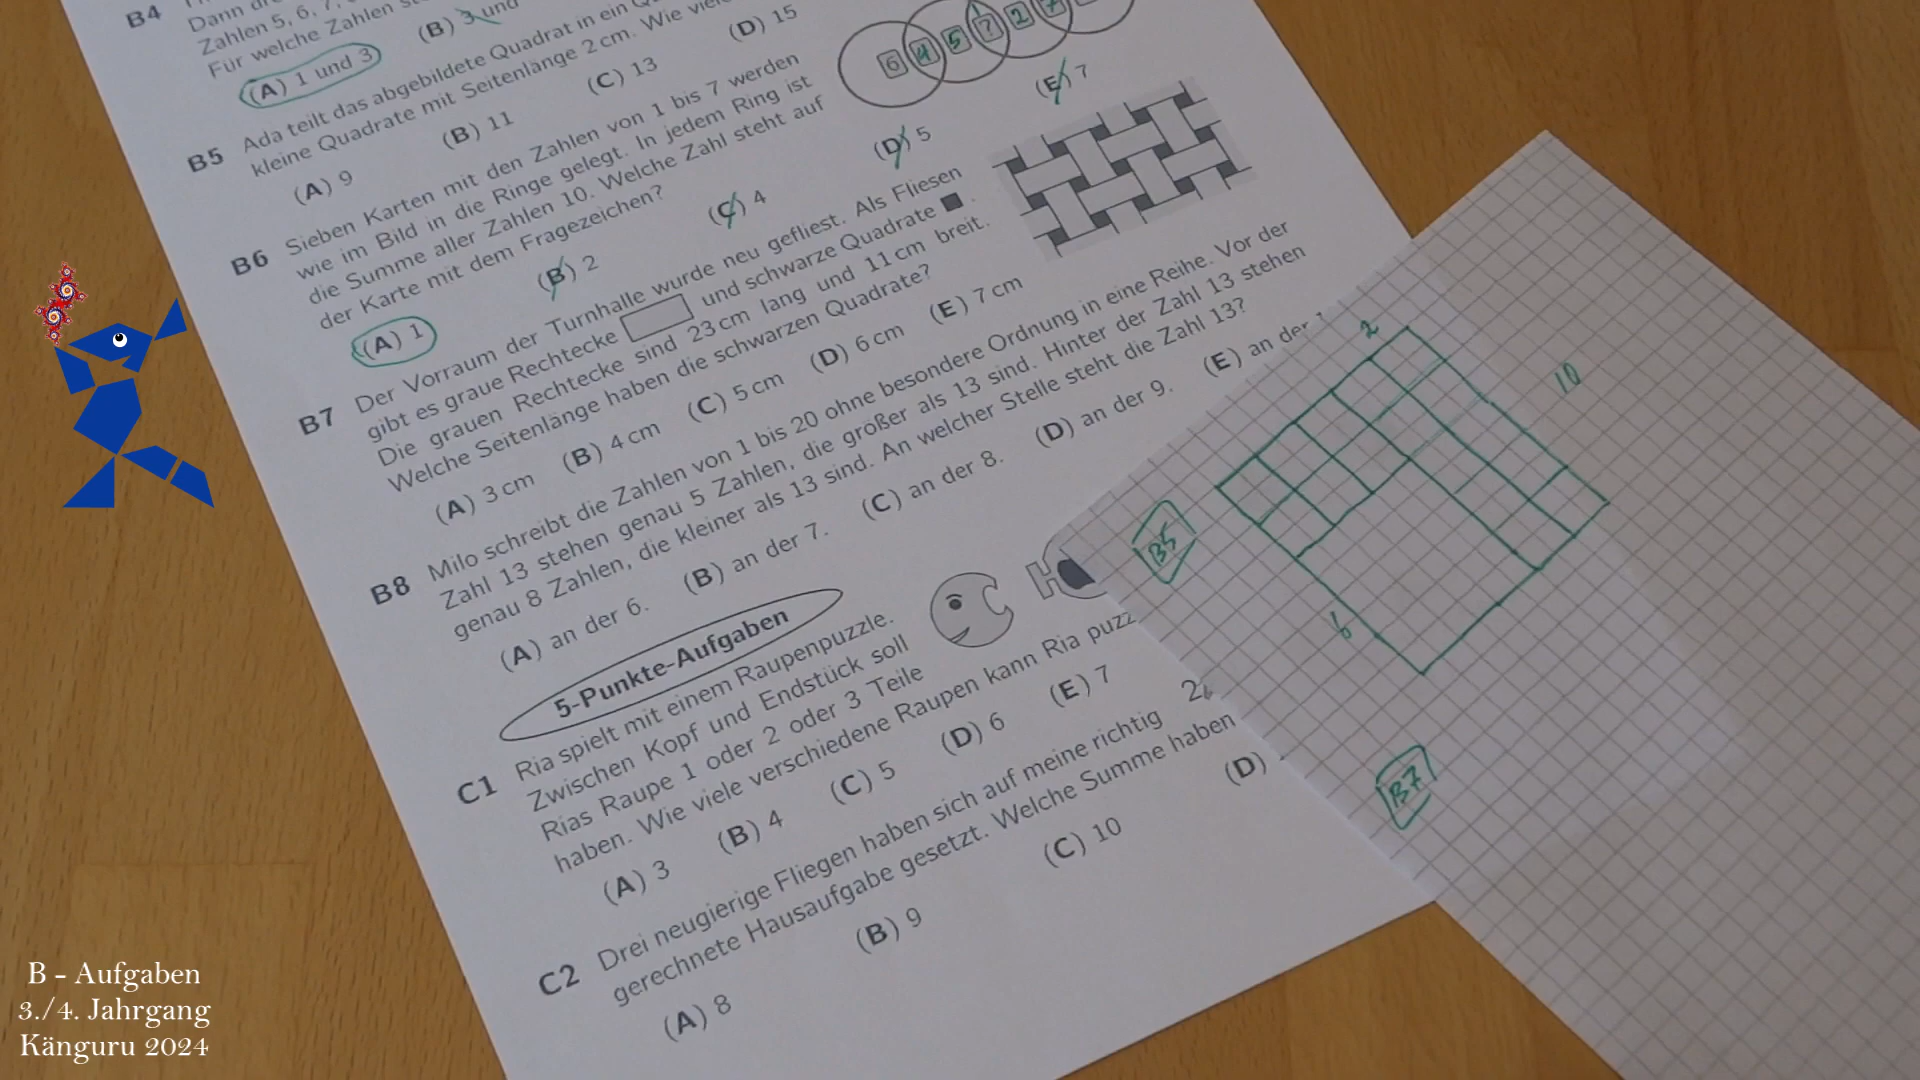 B4
Dann
Zahlen 5, 6, 7,
Für welche Zahlen
(A) 1 und 3
(B) 3 und
B5 Ada teilt das abgebildete Quadrat in ein
kleine Quadrate mit Seitenlänge 2 cm. Wie
(A) 9 (B) 11 (C) 13 (D) 15
B6 Sieben Karten mit den Zahlen von 1 bis 7 werden
wie im Bild in die Ringe gelegt. In jedem Ring ist
die Summe aller Zahlen 10. Welche Zahl steht auf
der Karte mit dem Fragezeichen?
6 4 5 ? 2 7
(A) 1 (B) 2 (C) 4 (D) 5 (E) 7
B7 Der Vorraum der Turnhalle wurde neu gefliest. Als Fliesen
gibt es graue Rechtecke und schwarze Quadrate .
Die grauen Rechtecke sind 23 cm lang und 11 cm breit.
Welche Seitenlänge haben die schwarzen Quadrate?
(A) 3 cm (B) 4 cm (C) 5 cm (D) 6 cm (E) 7 cm
B8 Milo schreibt die Zahlen von 1 bis 20 ohne besondere Ordnung in eine Reihe. Vor der
Zahl 13 stehen genau 5 Zahlen, die größer als 13 sind. Hinter der Zahl 13 stehen
genau 8 Zahlen, die kleiner als 13 sind. An welcher Stelle steht die Zahl 13?
(A) an der 6. (B) an der 7. (C) an der 8. (D) an der 9. (E) an der
5-Punkte-Aufgaben
C1 Ria spielt mit einem Raupenpuzzle.
Zwischen Kopf und Endstück soll
Rias Raupe 1 oder 2 oder 3 Teile
haben. Wie viele verschiedene Raupen kann Ria
(A) 3 (B) 4 (C) 5 (D) 6 (E) 7
C2 Drei neugierige Fliegen haben sich auf meine richtig
gerechnete Hausaufgabe gesetzt. Welche Summe haben
(A) 8 (B) 9 (C) 10 (D)
2
10
B5
6
B7
B - Aufgaben
3./4. Jahrgang
Känguru 2024